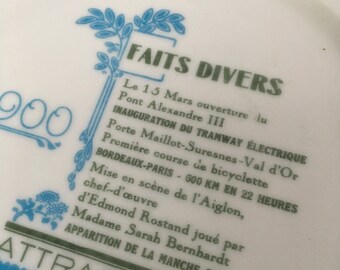 FAITS DIVERS
Le 15 Mars ouverture du
Pont Alexandre III
INAUGURATION DU TRAMWAY ÉLECTRIQUE
Porte Maillot-Suresnes-Val d'Or
Première course de bicyclette
BORDEAUX-PARIS - 600 KM EN 22 HEURES
Mise en scène de l'Aiglon,
chef-d'œuvre
d'Edmond Rostand joué par
Madame Sarah Bernhardt
APPARITION DE LA MANCHE
900
ATTRA